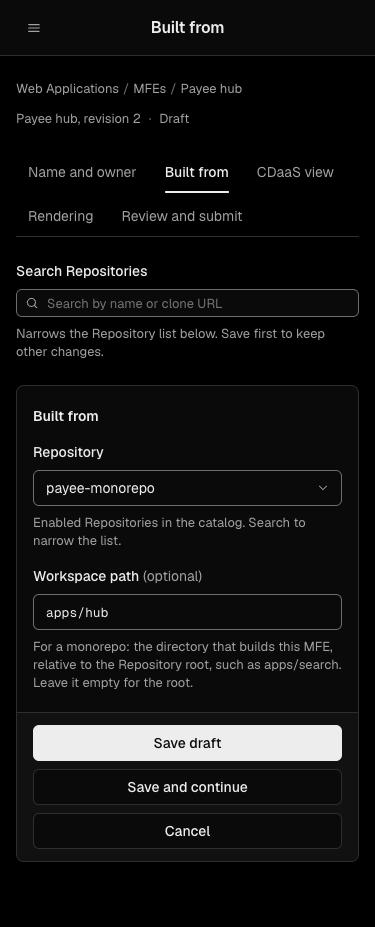 Built from
Web Applications / MFEs / Payee hub
Payee hub, revision 2 · Draft
Name and owner
Built from
CDaaS view
Rendering
Review and submit
Search Repositories
Search by name or clone URL
Narrows the Repository list below. Save first to keep
other changes.
Built from
Repository
payee-monorepo
Enabled Repositories in the catalog. Search to
narrow the list.
Workspace path (optional)
apps/hub
For a monorepo: the directory that builds this MFE,
relative to the Repository root, such as apps/search.
Leave it empty for the root.
Save draft
Save and continue
Cancel